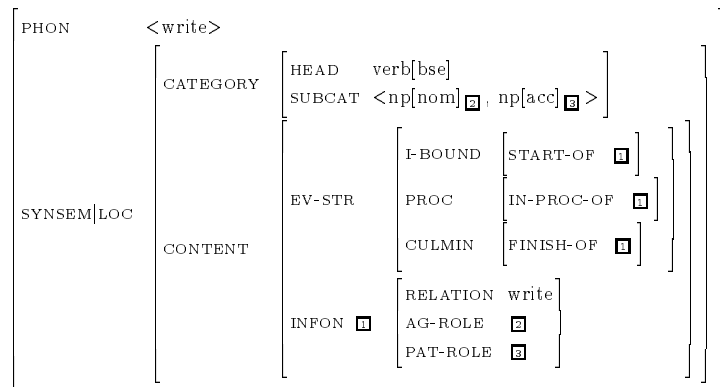 PHON <write>
CATEGORY HEAD verb[bse]
SUBCAT <np[nom] 2 , np[acc] 3 >
SYNSEM|LOC
CONTENT
EV-STR
I-BOUND START-OF 1
PROC IN-PROC-OF 1
CULMIN FINISH-OF 1
INFON 1
RELATION write
AG-ROLE 2
PAT-ROLE 3